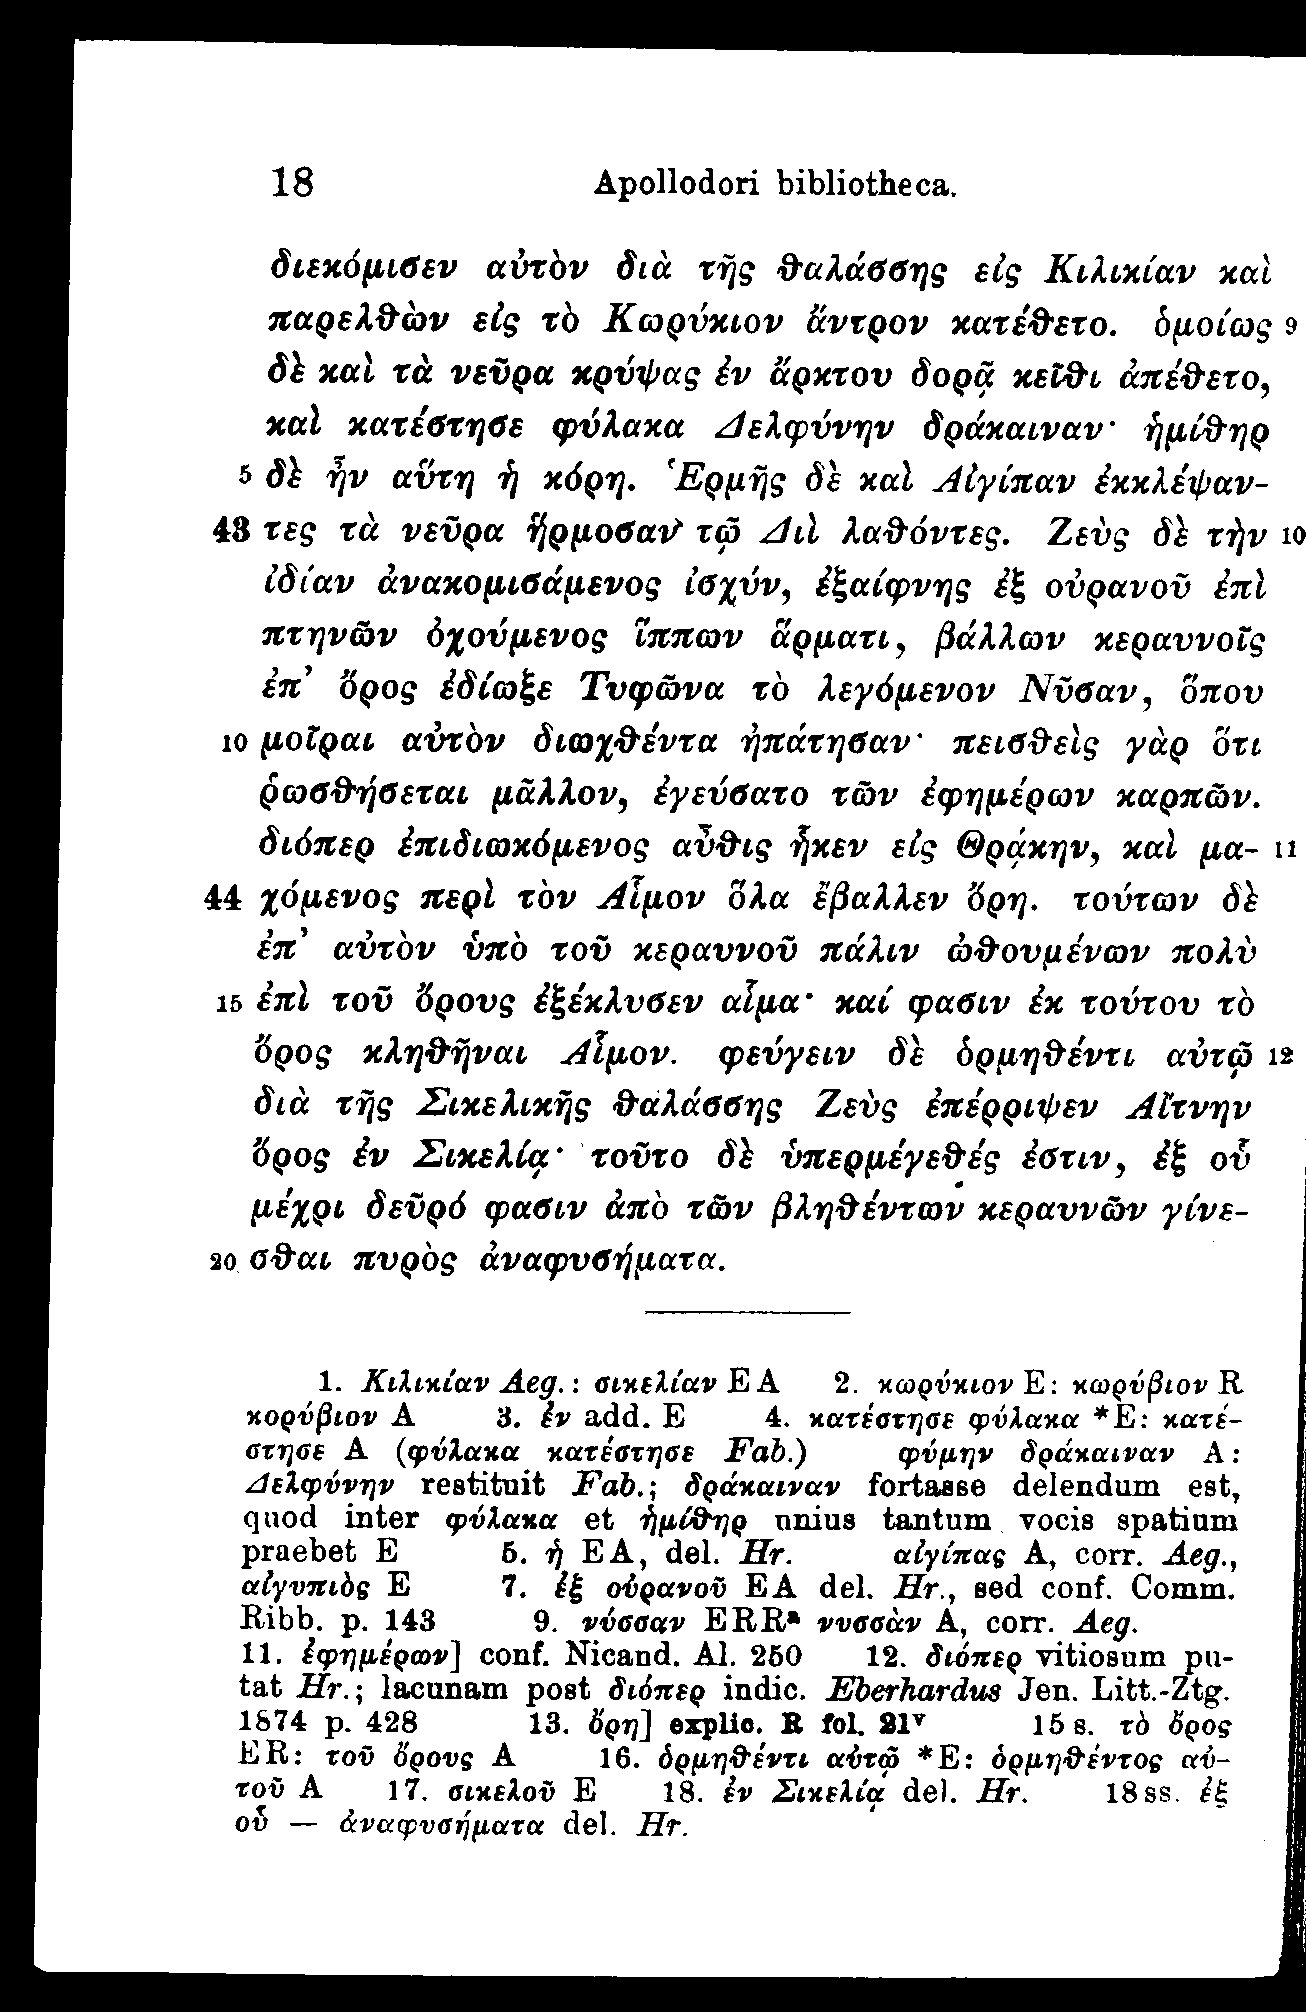 18 Apollodori bibliotheca.
διεκόμισεν αὐτὸν διὰ τῆς θαλάσσης εἰς Κιλικίαν καὶ
παρελθὼν εἰς τὸ Κωρύκιον ἄντρον κατέθετο. ὁμοίως 9
δὲ καὶ τὰ νεῦρα κρύψας ἐν ἄρκτου δορᾷ κεῖθι ἀπέθετο,
καὶ κατέστησε φύλακα Δελφύνην δράκαιναν· ἡμίθηρ
5 δὲ ἦν αὕτη ἡ κόρη. Ἑρμῆς δὲ καὶ Αἰγίπαν ἐκκλέψαν-
43 τες τὰ νεῦρα ἥρμοσαν τῷ Διὶ λαθόντες. Ζεὺς δὲ τὴν 10
ἰδίαν ἀνακομισάμενος ἰσχύν, ἐξαίφνης ἐξ οὐρανοῦ ἐπὶ
πτηνῶν ὀχούμενος ἵππων ἅρματι, βάλλων κεραυνοῖς
ἐπ’ ὄρος ἐδίωξε Τυφῶνα τὸ λεγόμενον Νῦσαν, ὅπου
10 μοῖραι αὐτὸν διωχθέντα ἠπάτησαν· πεισθεὶς γὰρ ὅτι
ῥωσθήσεται μᾶλλον, ἐγεύσατο τῶν ἐφημέρων καρπῶν.
διόπερ ἐπιδιωκόμενος αὖθις ἧκεν εἰς Θρᾴκην, καὶ μα- 11
44 χόμενος περὶ τὸν Αἷμον ὅλα ἔβαλλεν ὄρη. τούτων δὲ
ἐπ’ αὐτὸν ὑπὸ τοῦ κεραυνοῦ πάλιν ὠθουμένων πολὺ
15 ἐπὶ τοῦ ὄρους ἐξέκλυσεν αἷμα· καί φασιν ἐκ τούτου τὸ
ὄρος κληθῆναι Αἷμον. φεύγειν δὲ ὁρμηθέντι αὐτῷ 12
διὰ τῆς Σικελικῆς θαλάσσης Ζεὺς ἐπέρριψεν Αἴτνην
ὄρος ἐν Σικελίᾳ· τοῦτο δὲ ὑπερμέγεθές ἐστιν, ἐξ οὗ
μέχρι δεῦρό φασιν ἀπὸ τῶν βληθέντων κεραυνῶν γίνε-
20 σθαι πυρὸς ἀναφυσήματα.
1. Κιλικίαν Aeg.: σικελίαν E A 2. κωρύκιον E: κωρύβιον R
κορύβιον A 3. ἐν add. E 4. κατέστησε φύλακα *E: κατέ-
στησε A (φύλακα κατέστησε Fab.) φύμην δράκαιναν A:
Δελφύνην restituit Fab.; δράκαιναν fortasse delendum est,
quod inter φύλακα et ἡμίθηρ unius tantum vocis spatium
praebet E 5. ἡ EA, del. Hr. αἰγίπας A, corr. Aeg.,
αἰγυπιὸς E 7. ἐξ οὐρανοῦ EA del. Hr., sed conf. Comm.
Ribb. p. 143 9. νύσσαν ERRᵃ νυσσὰν A, corr. Aeg.
11. ἐφημέρων] conf. Nicand. Al. 250 12. διόπερ vitiosum pu-
tat Hr.; lacunam post διόπερ indic. Eberhardus Jen. Litt.-Ztg.
1874 p. 428 13. ὄρη] explic. R fol. 21ᵛ 15 s. τὸ ὄρος
ER: τοῦ ὄρους A 16. ὁρμηθέντι αὐτῷ *E: ὁρμηθέντος αὐ-
τοῦ A 17. σικελοῦ E 18. ἐν Σικελίᾳ del. Hr. 18 ss. ἐξ
οὗ — ἀναφυσήματα del. Hr.